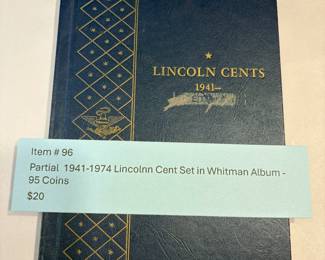 LINCOLN CENTS
1941-
Item # 96
Partial 1941-1974 Lincolnn Cent Set in Whitman Album -
95 Coins
$20